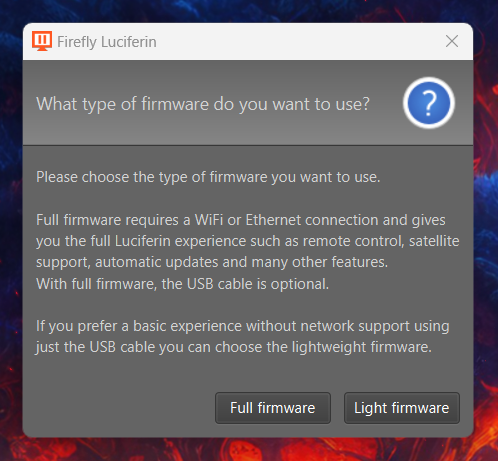 Firefly Luciferin
What type of firmware do you want to use?
?
Please choose the type of firmware you want to use.
Full firmware requires a WiFi or Ethernet connection and gives
you the full Luciferin experience such as remote control, satellite
support, automatic updates and many other features.
With full firmware, the USB cable is optional.
If you prefer a basic experience without network support using
just the USB cable you can choose the lightweight firmware.
Full firmware
Light firmware